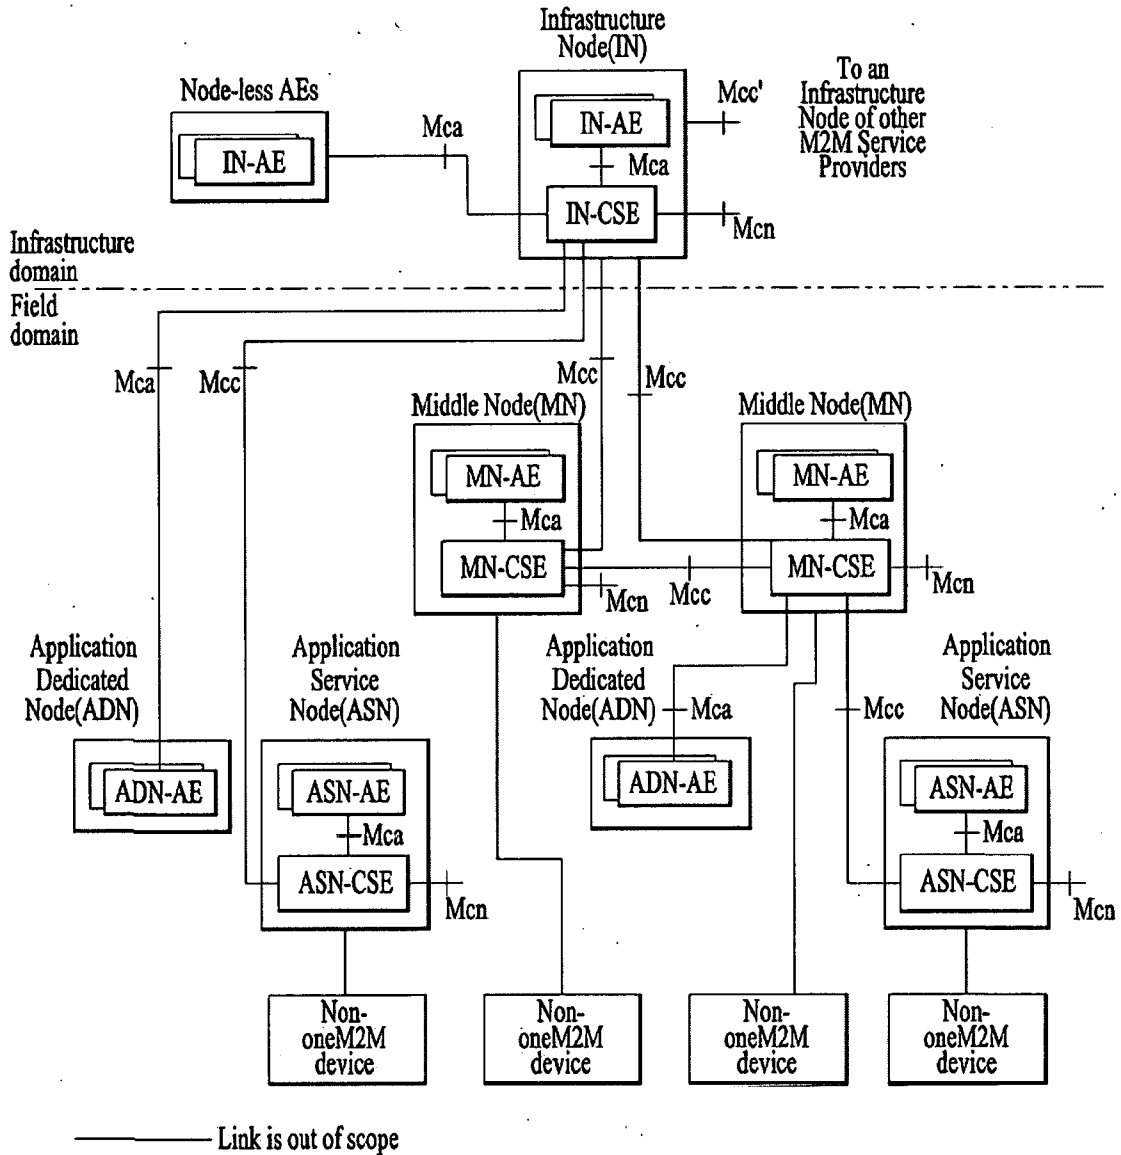 Infrastructure
Node(IN)
Node-less AEs
IN-AE
Mca
IN-AE
Mca
IN-CSE
Mcc'
Mcn
To an
Infrastructure
Node of other
M2M Service
Providers
Infrastructure
domain
Field
domain
Mca
Mcc
Mcc
Mcc
Middle Node(MN)
MN-AE
Mca
MN-CSE
Mcn
Mcc
Middle Node(MN)
MN-AE
Mca
MN-CSE
Mcn
Application
Dedicated
Node(ADN)
ADN-AE
Application
Service
Node(ASN)
ASN-AE
Mca
ASN-CSE
Mcn
Application
Dedicated
Node(ADN)
Mca
ADN-AE
Mcc
Application
Service
Node(ASN)
ASN-AE
Mca
ASN-CSE
Mcn
Non-
oneM2M
device
Non-
oneM2M
device
Non-
oneM2M
device
Non-
oneM2M
device
Link is out of scope